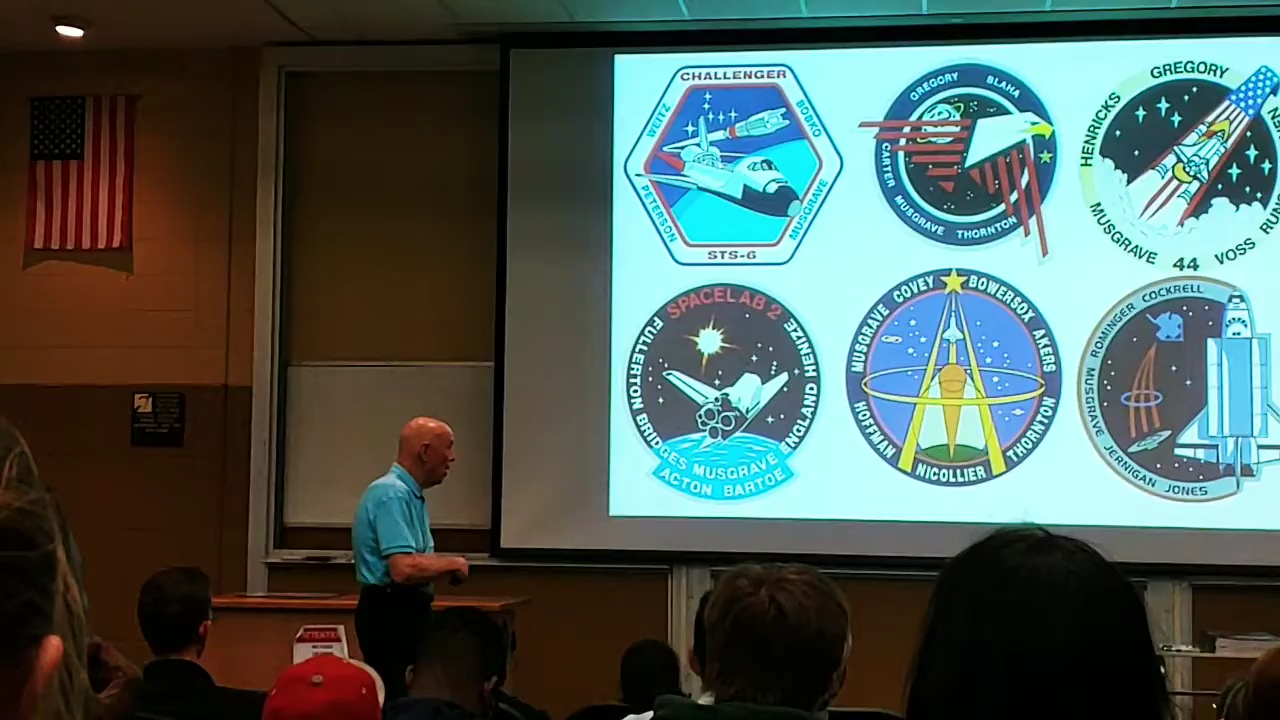 CHALLENGER
WEITZ
BOBKO
PETERSON
MUSGRAVE
STS-6
GREGORY BLAHA
CARTER MUSGRAVE THORNTON
HENRICKS
GREGORY
MUSGRAVE
44
VOSS
SPACELAB 2
FULLERTON BRIDGES MUSGRAVE ENGLAND HENIZE
ACTON BARTOE
MUSGRAVE COVEY BOWERSOX AKERS
HOFFMAN NICOLLIER THORNTON
ROMINGER COCKRELL
MUSGRAVE JERNIGAN JONES